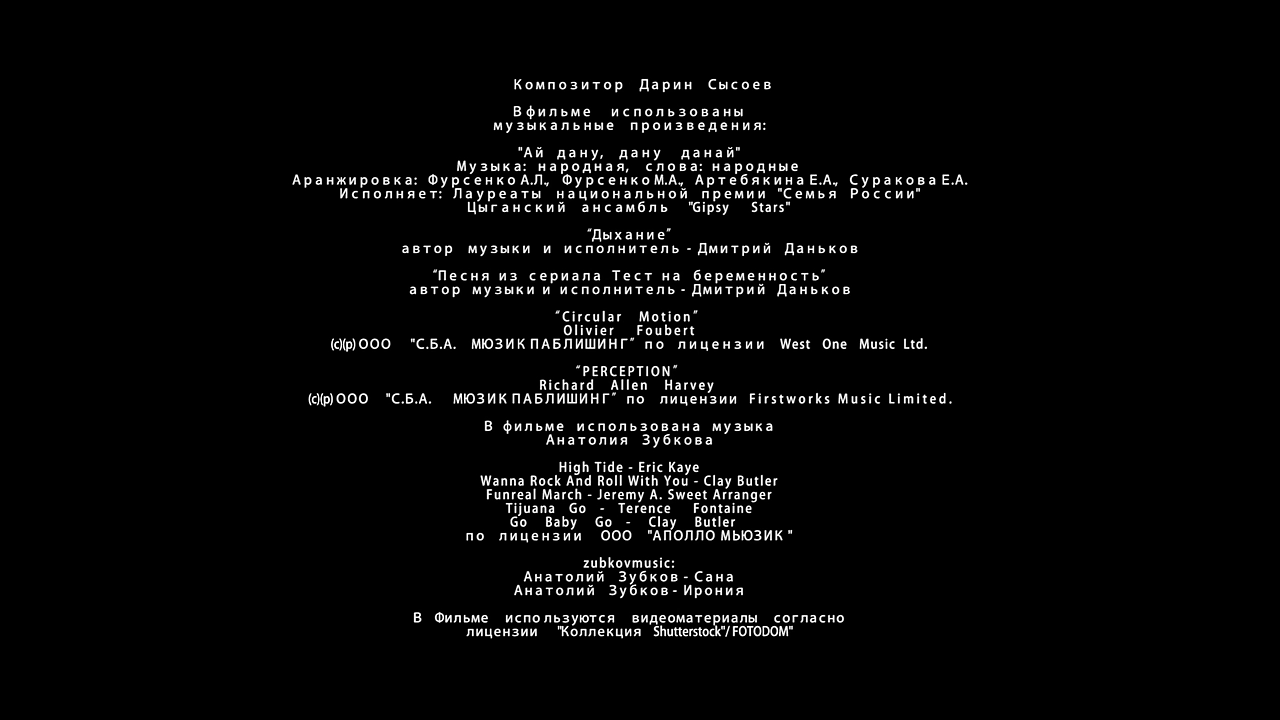 Композитор Дарин Сысоев
В фильме использованы
музыкальные произведения:
"Ай дану, дану данай"
Музыка: народная, слова: народные
Аранжировка: Фурсенко А.Л., Фурсенко М.А., Артебякина Е.А., Суракова Е.А.
Исполняет: Лауреаты национальной премии "Семья России"
Цыганский ансамбль "Gipsy Stars"
“Дыхание”
автор музыки и исполнитель - Дмитрий Даньков
“Песня из сериала Тест на беременность”
автор музыки и исполнитель - Дмитрий Даньков
“Circular Motion”
Olivier Foubert
(c)(p) ООО "С.Б.А. МЮЗИК ПАБЛИШИНГ” по лицензии West One Music Ltd.
“PERCEPTION”
Richard Allen Harvey
(c)(p) ООО "С.Б.А. МЮЗИК ПАБЛИШИНГ” по лицензии Firstworks Music Limited.
В фильме использована музыка
Анатолия Зубкова
High Tide - Eric Kaye
Wanna Rock And Roll With You - Clay Butler
Funreal March - Jeremy A. Sweet Arranger
Tijuana Go - Terence Fontaine
Go Baby Go - Clay Butler
по лицензии ООО "АПОЛЛО МЬЮЗИК "
zubkovmusic:
Анатолий Зубков - Сана
Анатолий Зубков - Ирония
В Фильме используются видеоматериалы согласно
лицензии "Коллекция Shutterstock"/ FOTODOM"